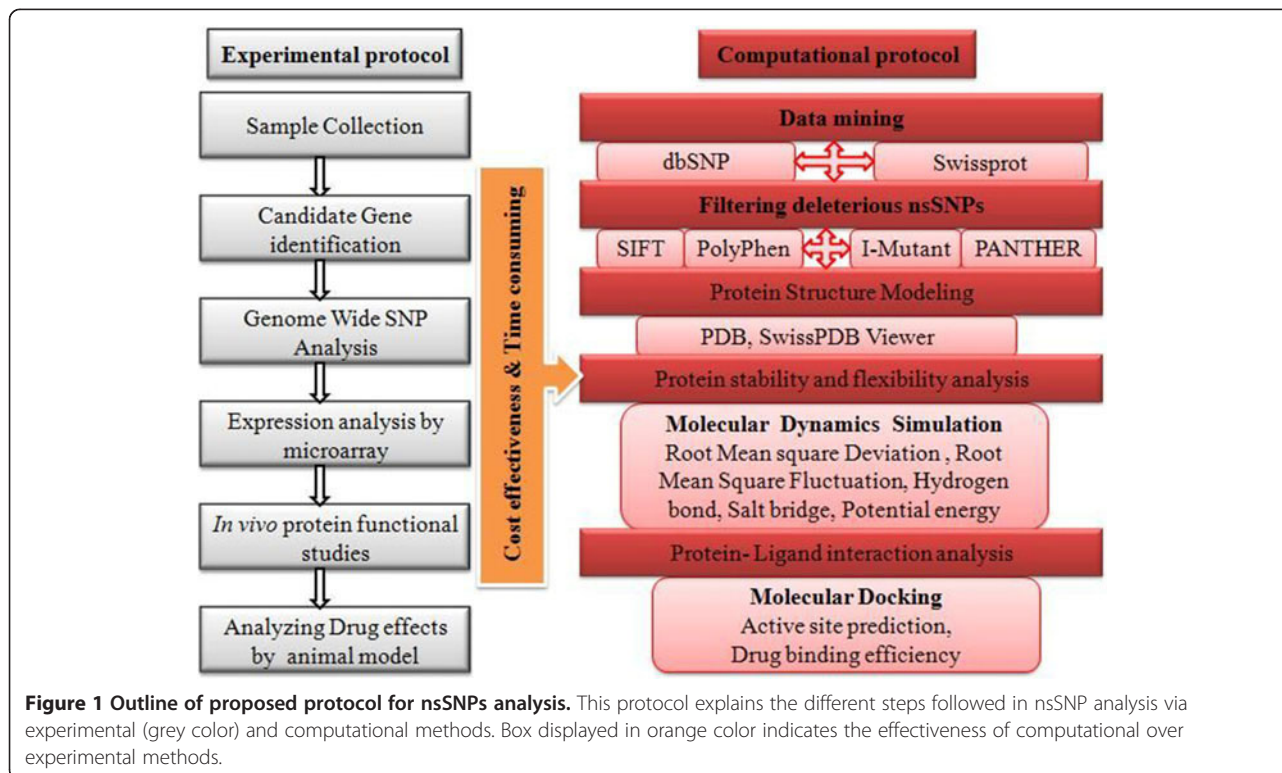 Experimental protocol
Sample Collection
Candidate Gene
identification
Genome Wide SNP
Analysis
Expression analysis by
microarray
In vivo protein functional
studies
Analyzing Drug effects
by animal model
Cost effectiveness & Time consuming
Computational protocol
Data mining
dbSNP
Swissprot
Filtering deleterious nsSNPs
SIFT
PolyPhen
I-Mutant
PANTHER
Protein Structure Modeling
PDB, SwissPDB Viewer
Protein stability and flexibility analysis
Molecular Dynamics Simulation
Root Mean square Deviation , Root
Mean Square Fluctuation, Hydrogen
bond, Salt bridge, Potential energy
Protein- Ligand interaction analysis
Molecular Docking
Active site prediction,
Drug binding efficiency
Figure 1 Outline of proposed protocol for nsSNPs analysis. This protocol explains the different steps followed in nsSNP analysis via
experimental (grey color) and computational methods. Box displayed in orange color indicates the effectiveness of computational over
experimental methods.